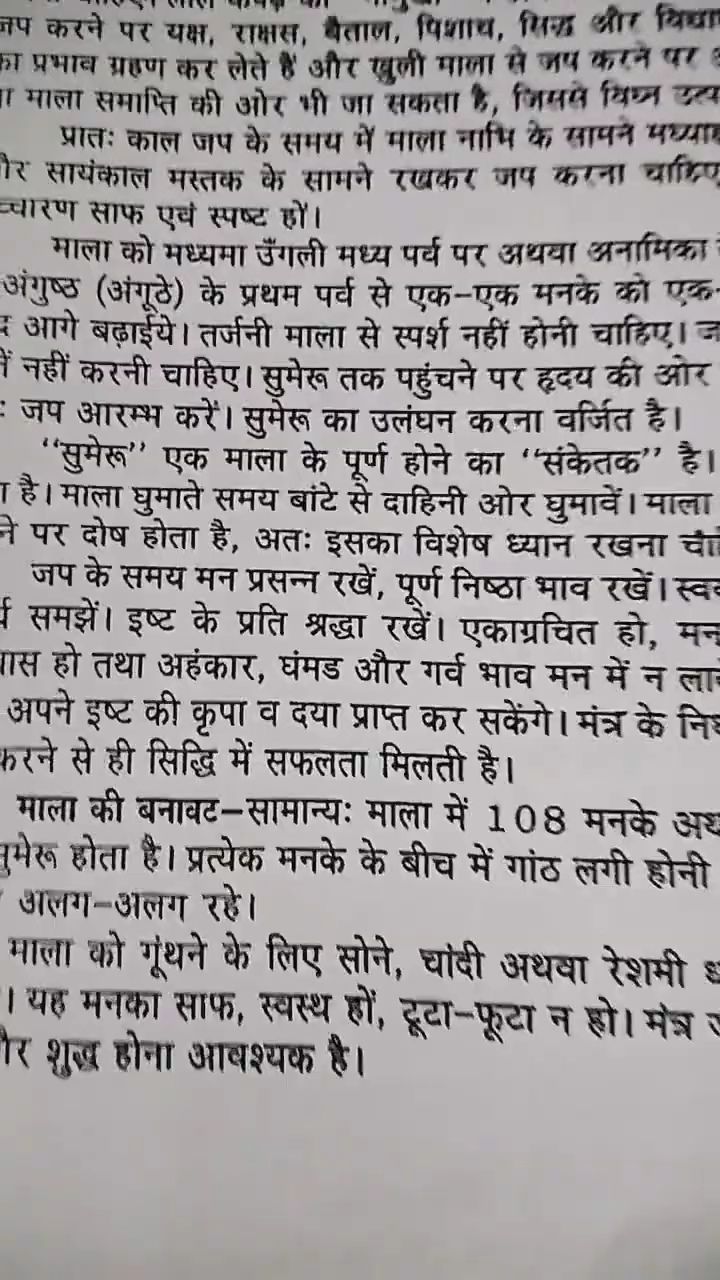 जप करने पर यक्ष, राक्षस, बैताल, पिशाच, सिद्ध और
का प्रभाव ग्रहण कर लेते हैं और खुली माला से जप करने पर
माला समाप्ति की ओर भी जा सकता है, जिससे विघ्न
प्रातः काल जप के समय में माला नाभि के सामने
और सायंकाल मस्तक के सामने रखकर जप करना चाहिए
च्चारण साफ एवं स्पष्ट हों।
माला को मध्यमा उँगली मध्य पर्व पर अथवा अनामिका
अंगुष्ठ (अंगूठे) के प्रथम पर्व से एक-एक मनके को एक-
आगे बढ़ाईये। तर्जनी माला से स्पर्श नहीं होनी चाहिए।
में नहीं करनी चाहिए। सुमेरू तक पहुंचने पर हृदय की ओर
जप आरम्भ करें। सुमेरू का उलंघन करना वर्जित है।
“सुमेरू” एक माला के पूर्ण होने का “संकेतक” है।
है। माला घुमाते समय बांटे से दाहिनी ओर घुमावें। माला
ने पर दोष होता है, अतः इसका विशेष ध्यान रखना
जप के समय मन प्रसन्न रखें, पूर्ण निष्ठा भाव रखें।
समझें। इष्ट के प्रति श्रद्धा रखें। एकाग्रचित हो,
हो तथा अहंकार, घंमड और गर्व भाव मन में न
अपने इष्ट की कृपा व दया प्राप्त कर सकेंगे। मंत्र के
करने से ही सिद्धि में सफलता मिलती है।
माला की बनावट-सामान्यः माला में 108 मनके
सुमेरू होता है। प्रत्येक मनके के बीच में गांठ लगी होनी
अलग-अलग रहे।
माला को गूंथने के लिए सोने, चांदी अथवा रेशमी
। यह मनका साफ, स्वस्थ हों, टूटा-फूटा न हो। मंत्र
और शुद्ध होना आवश्यक है।